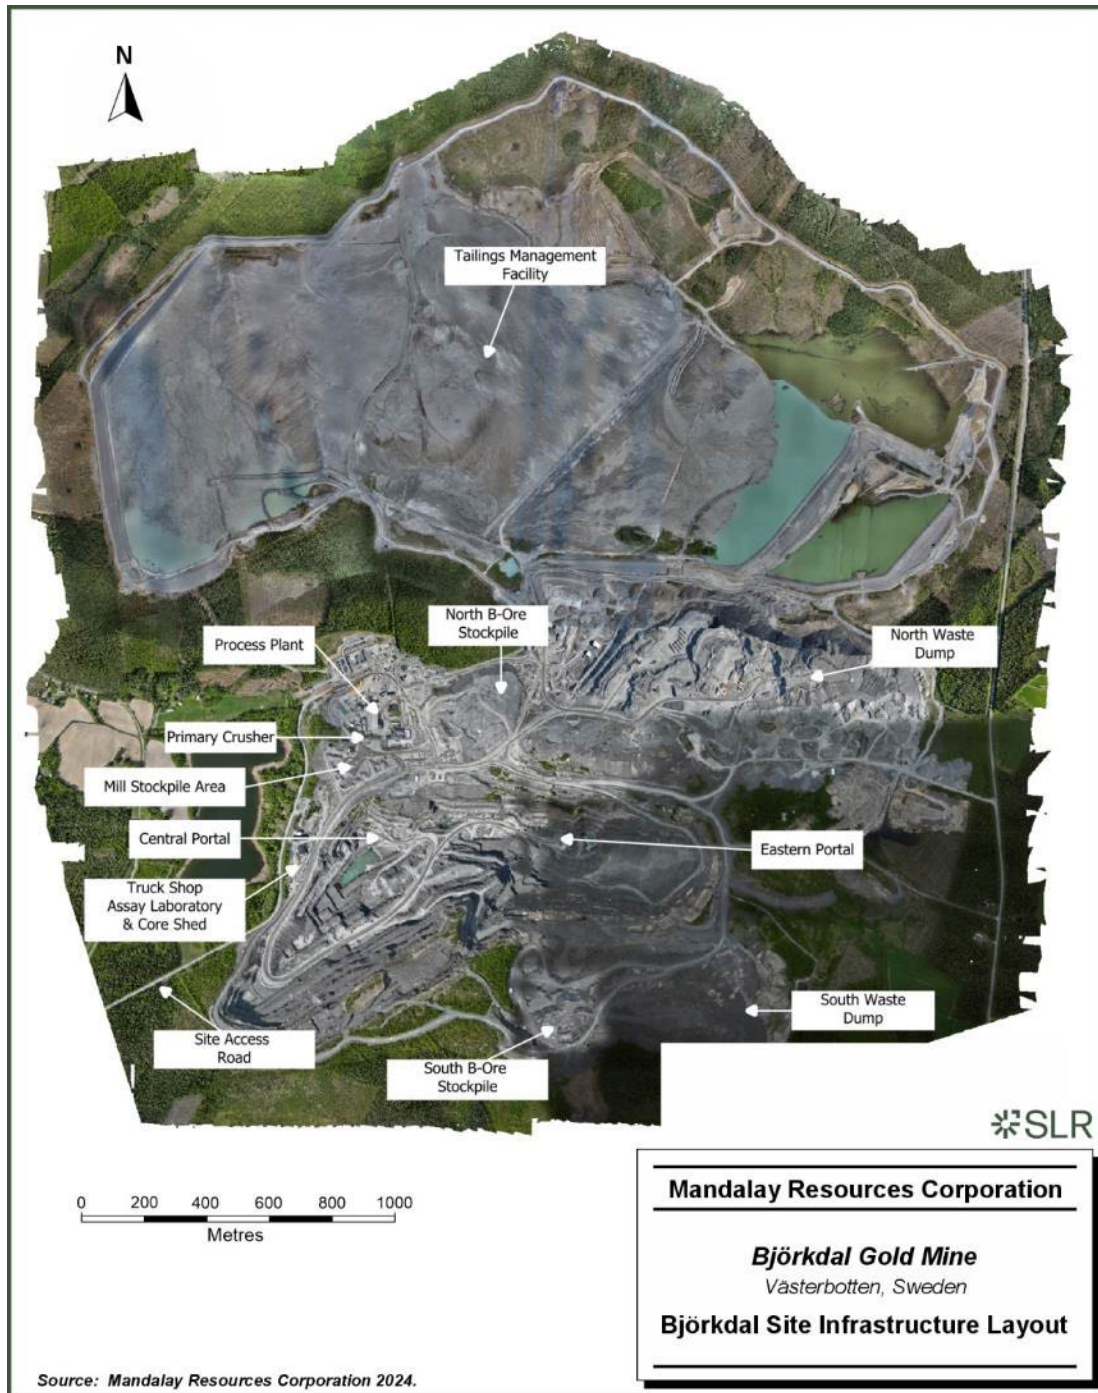 N
Tailings Management
Facility
North B-Ore
Stockpile
Process Plant
North Waste
Dump
Primary Crusher
Mill Stockpile Area
Central Portal
Eastern Portal
Truck Shop
Assay Laboratory
& Core Shed
South Waste
Dump
Site Access
Road
South B-Ore
Stockpile
SLR
0 200 400 600 800 1000
Metres
Mandalay Resources Corporation
Björkdal Gold Mine
Västerbotten, Sweden
Björkdal Site Infrastructure Layout
Source: Mandalay Resources Corporation 2024.